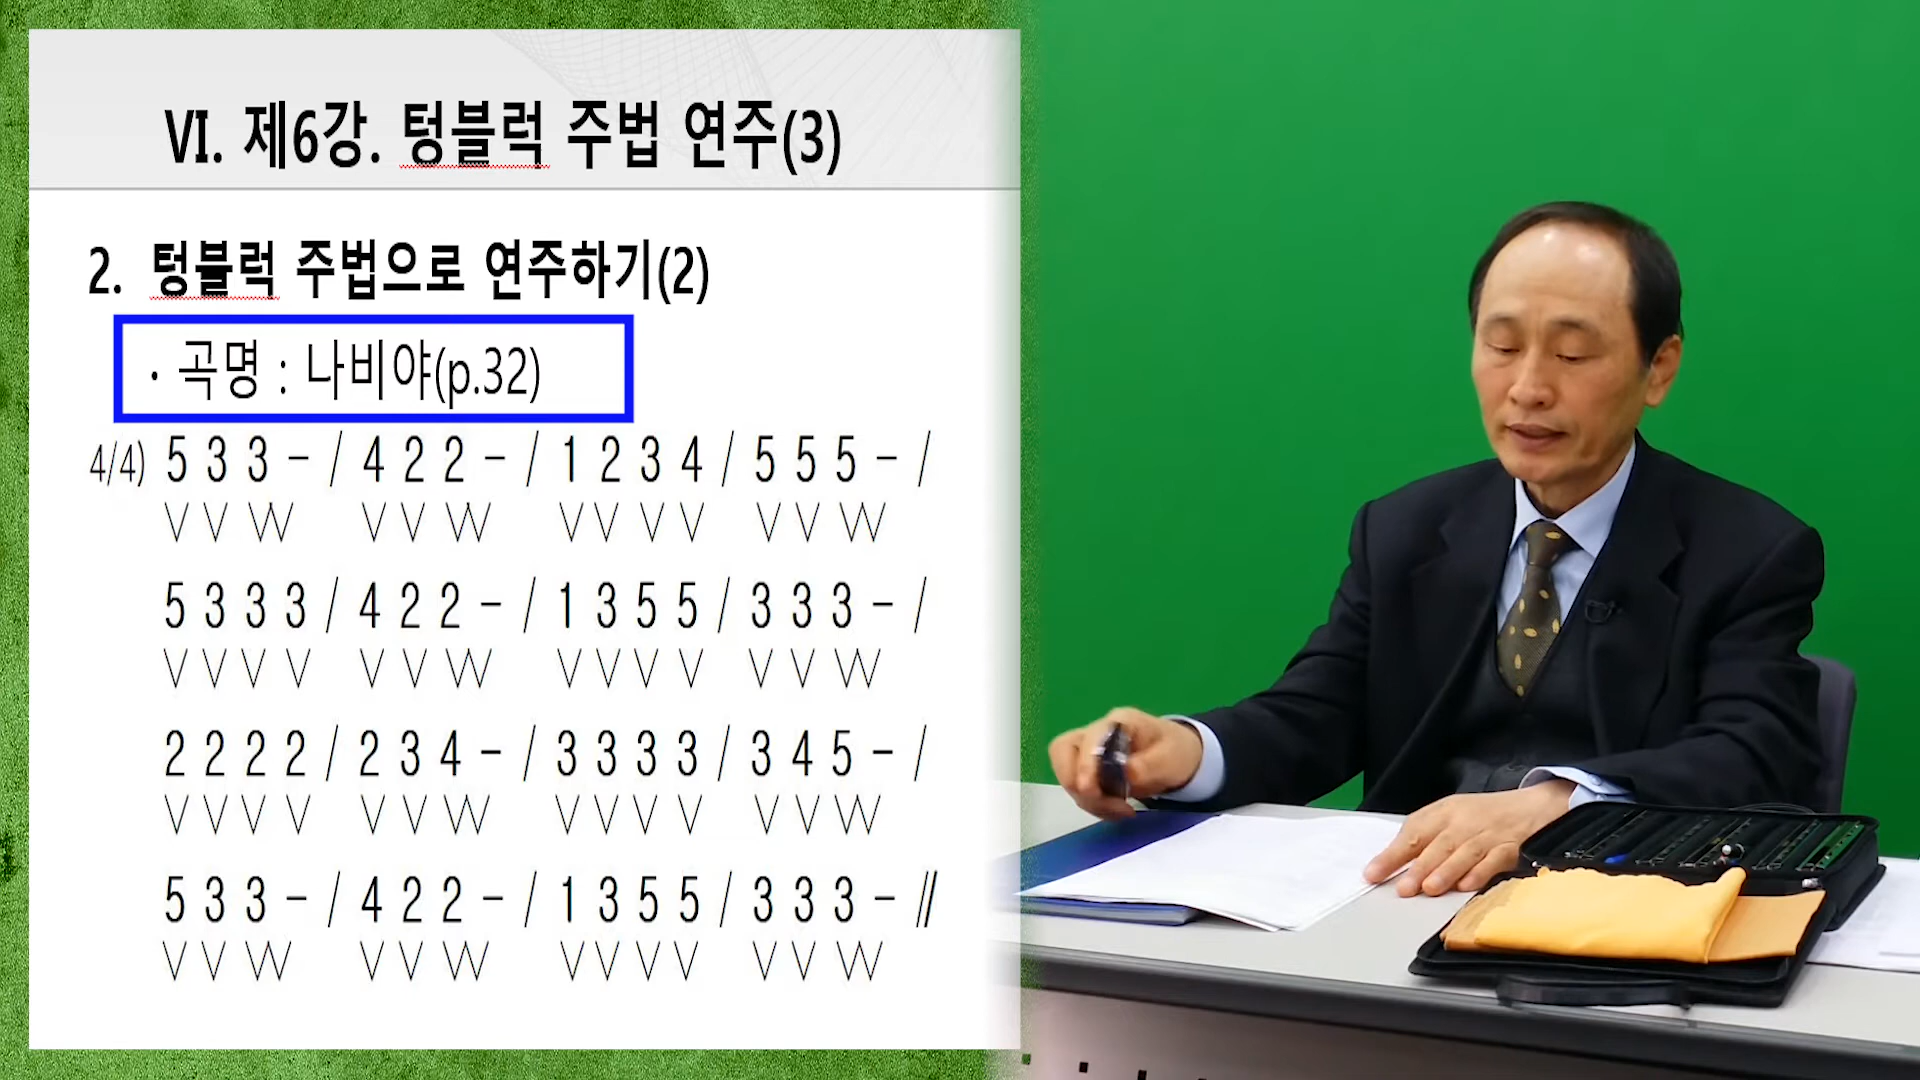 VI. 제6강. 텅블럭 주법 연주(3)
2. 텅블럭 주법으로 연주하기(2)
· 곡명 : 나비야(p.32)
4/4) 5 3 3 – / 4 2 2 – / 1 2 3 4 / 5 5 5 – /
V V W V V W V V V V V V W
5 3 3 3 / 4 2 2 – / 1 3 5 5 / 3 3 3 – /
V V V V V V W V V V V V V W
2 2 2 2 / 2 3 4 – / 3 3 3 3 / 3 4 5 – /
V V V V V V W V V V V V V W
5 3 3 – / 4 2 2 – / 1 3 5 5 / 3 3 3 – //
V V W V V W V V V V V V W